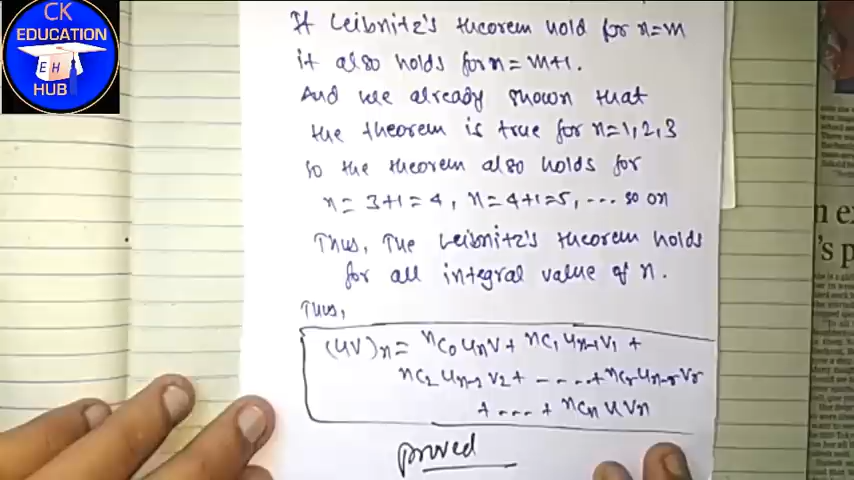 CK
EDUCATION
EH
HUB
If Leibnitz's theorem hold for n=m
it also holds for n=m+1.
And we already shown that
the theorem is true for n=1,2,3
so the theorem also holds for
n= 3+1=4, n=4+1=5, ... so on
Thus, The Leibnitz's theorem holds
for all integral value of n.
Thus,
(uv)n = nc0 unv + nc1 un-1v1 +
nc2 un-2 v2 + - .... + ncr un-r vr
+ ... + ncn u vn
proved
n ex
's p